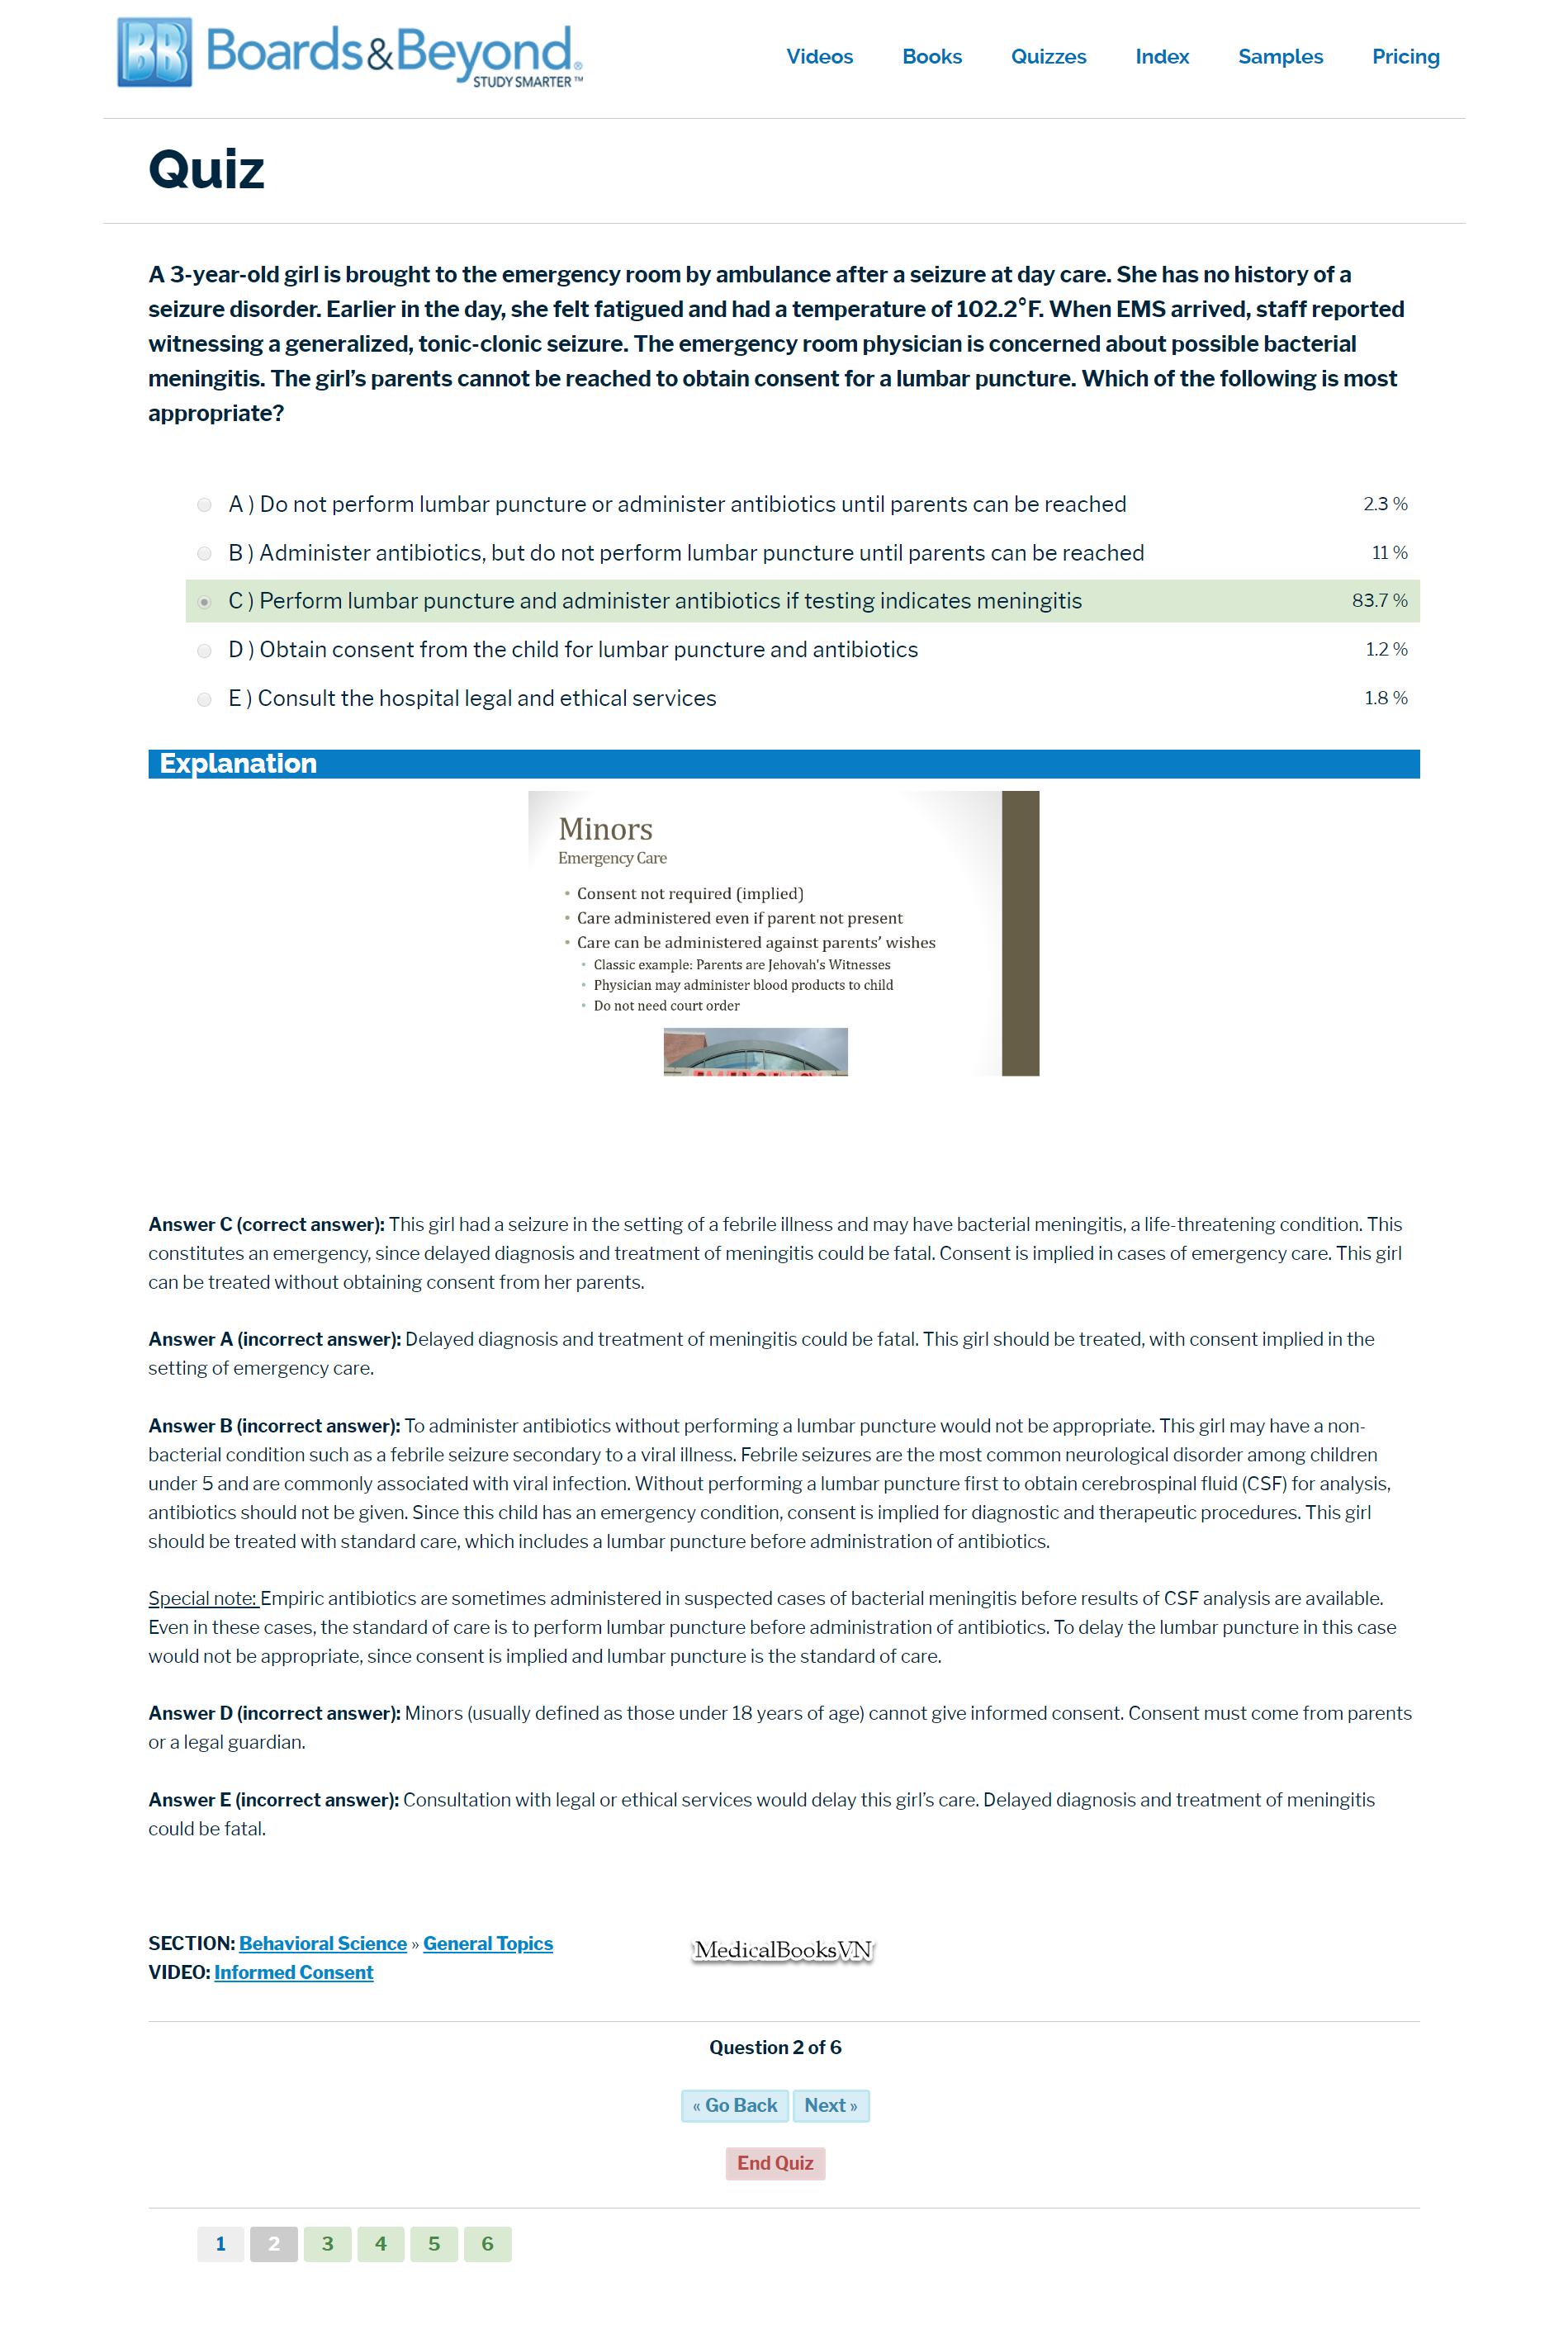 BB Boards&Beyond®
STUDY SMARTER™
Videos Books Quizzes Index Samples Pricing
Quiz
A 3-year-old girl is brought to the emergency room by ambulance after a seizure at day care. She has no history of a
seizure disorder. Earlier in the day, she felt fatigued and had a temperature of 102.2°F. When EMS arrived, staff reported
witnessing a generalized, tonic-clonic seizure. The emergency room physician is concerned about possible bacterial
meningitis. The girl’s parents cannot be reached to obtain consent for a lumbar puncture. Which of the following is most
appropriate?
A ) Do not perform lumbar puncture or administer antibiotics until parents can be reached 2.3 %
B ) Administer antibiotics, but do not perform lumbar puncture until parents can be reached 11 %
C ) Perform lumbar puncture and administer antibiotics if testing indicates meningitis 83.7 %
D ) Obtain consent from the child for lumbar puncture and antibiotics 1.2 %
E ) Consult the hospital legal and ethical services 1.8 %
Explanation
Minors
Emergency Care
• Consent not required (implied)
• Care administered even if parent not present
• Care can be administered against parents’ wishes
• Classic example: Parents are Jehovah's Witnesses
• Physician may administer blood products to child
• Do not need court order
Answer C (correct answer): This girl had a seizure in the setting of a febrile illness and may have bacterial meningitis, a life-threatening condition. This
constitutes an emergency, since delayed diagnosis and treatment of meningitis could be fatal. Consent is implied in cases of emergency care. This girl
can be treated without obtaining consent from her parents.
Answer A (incorrect answer): Delayed diagnosis and treatment of meningitis could be fatal. This girl should be treated, with consent implied in the
setting of emergency care.
Answer B (incorrect answer): To administer antibiotics without performing a lumbar puncture would not be appropriate. This girl may have a non-
bacterial condition such as a febrile seizure secondary to a viral illness. Febrile seizures are the most common neurological disorder among children
under 5 and are commonly associated with viral infection. Without performing a lumbar puncture first to obtain cerebrospinal fluid (CSF) for analysis,
antibiotics should not be given. Since this child has an emergency condition, consent is implied for diagnostic and therapeutic procedures. This girl
should be treated with standard care, which includes a lumbar puncture before administration of antibiotics.
Special note: Empiric antibiotics are sometimes administered in suspected cases of bacterial meningitis before results of CSF analysis are available.
Even in these cases, the standard of care is to perform lumbar puncture before administration of antibiotics. To delay the lumbar puncture in this case
would not be appropriate, since consent is implied and lumbar puncture is the standard of care.
Answer D (incorrect answer): Minors (usually defined as those under 18 years of age) cannot give informed consent. Consent must come from parents
or a legal guardian.
Answer E (incorrect answer): Consultation with legal or ethical services would delay this girl’s care. Delayed diagnosis and treatment of meningitis
could be fatal.
SECTION: Behavioral Science » General Topics
MedicalBooksVN
VIDEO: Informed Consent
Question 2 of 6
« Go Back Next »
End Quiz
1 2 3 4 5 6